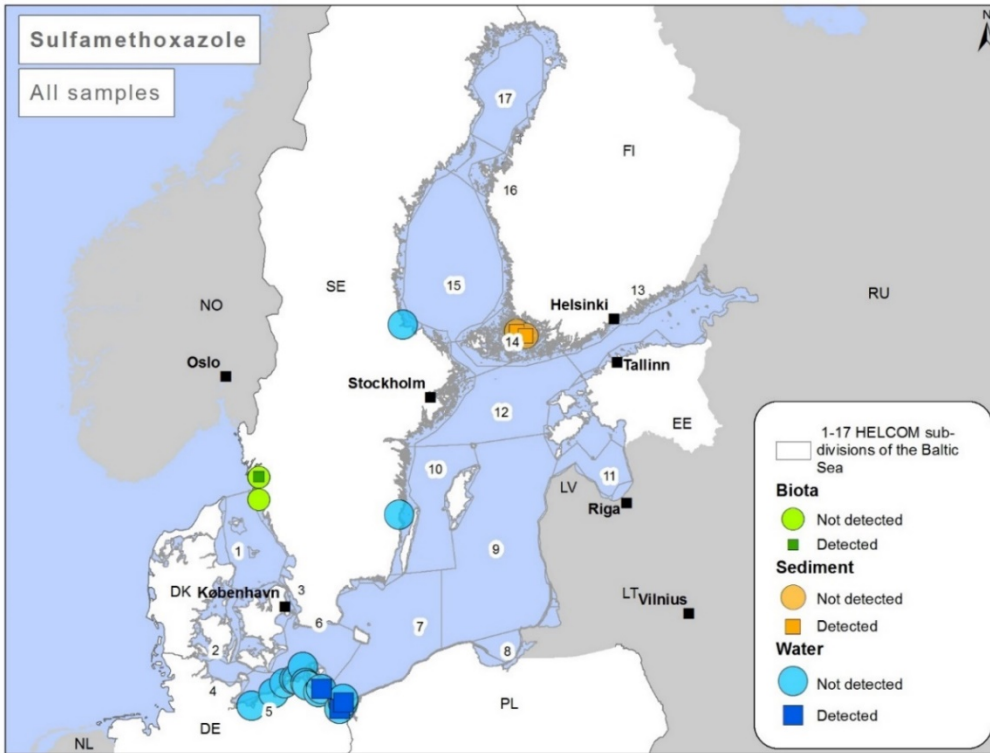 Sulfamethoxazole
All samples
N
17
FI
16
15
NO
SE
RU
Helsinki
13
14
Oslo
Tallinn
Stockholm
12
EE
10
LV
11
Riga
9
1
DK
København
3
LT
Vilnius
6
7
2
8
4
5
PL
DE
NL
1-17 HELCOM sub-
divisions of the Baltic
Sea
Biota
Not detected
Detected
Sediment
Not detected
Detected
Water
Not detected
Detected